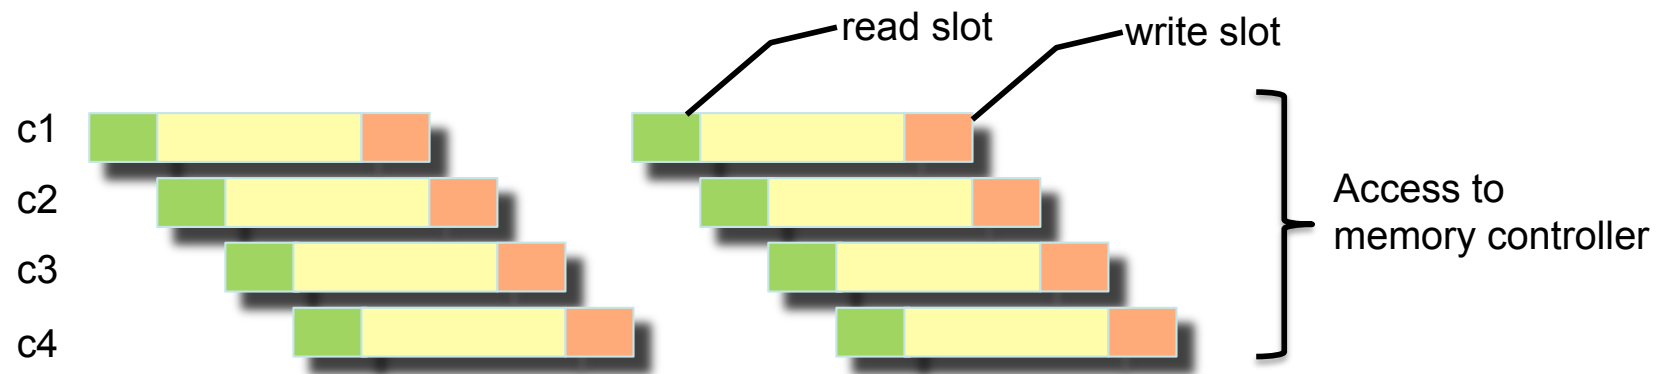 read slot
write slot
c1
c2
c3
c4
Access to
memory controller